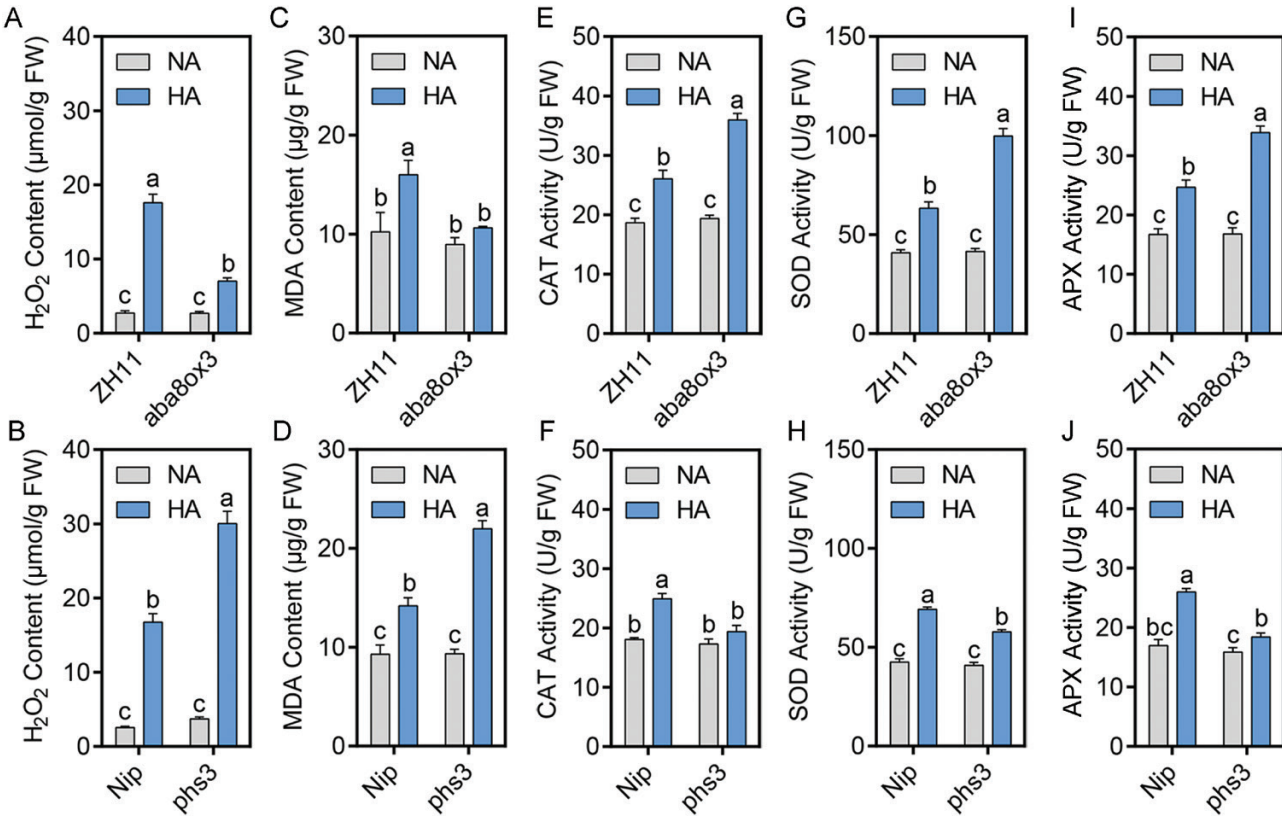 A
H₂O₂ Content (μmol/g FW)
40
30
20
10
0
NA
HA
c
a
c
b
ZH11
aba8ox3
C
MDA Content (μg/g FW)
30
20
10
0
NA
HA
b
a
b
b
ZH11
aba8ox3
E
CAT Activity (U/g FW)
50
40
30
20
10
0
NA
HA
c
b
c
a
ZH11
aba8ox3
G
SOD Activity (U/g FW)
150
100
50
0
NA
HA
c
b
c
a
ZH11
aba8ox3
I
APX Activity (U/g FW)
50
40
30
20
10
0
NA
HA
c
b
c
a
ZH11
aba8ox3
B
H₂O₂ Content (μmol/g FW)
40
30
20
10
0
NA
HA
c
b
c
a
Nip
phs3
D
MDA Content (μg/g FW)
30
20
10
0
NA
HA
c
b
c
a
Nip
phs3
F
CAT Activity (U/g FW)
50
40
30
20
10
0
NA
HA
b
a
b
b
Nip
phs3
H
SOD Activity (U/g FW)
150
100
50
0
NA
HA
c
a
c
b
Nip
phs3
J
APX Activity (U/g FW)
50
40
30
20
10
0
NA
HA
bc
a
c
b
Nip
phs3